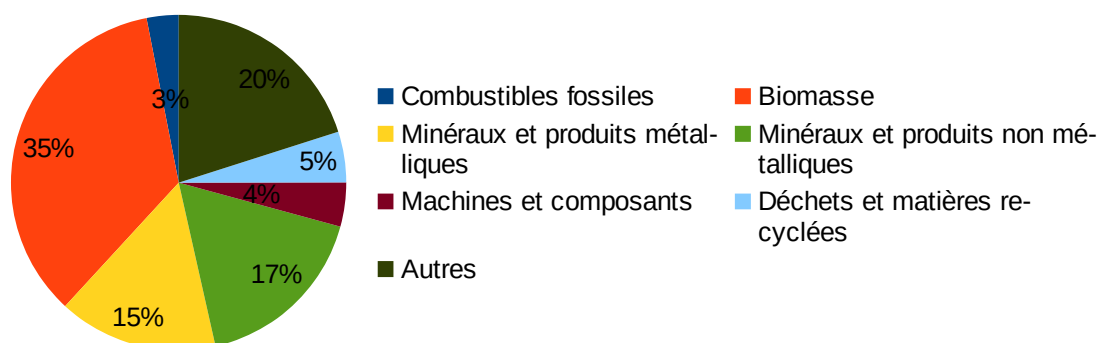 20%
3%
35%
5%
4%
17%
15%
Combustibles fossiles
Biomasse
Minéraux et produits métal-
liques
Minéraux et produits non mé-
talliques
Machines et composants
Déchets et matières re-
cyclées
Autres